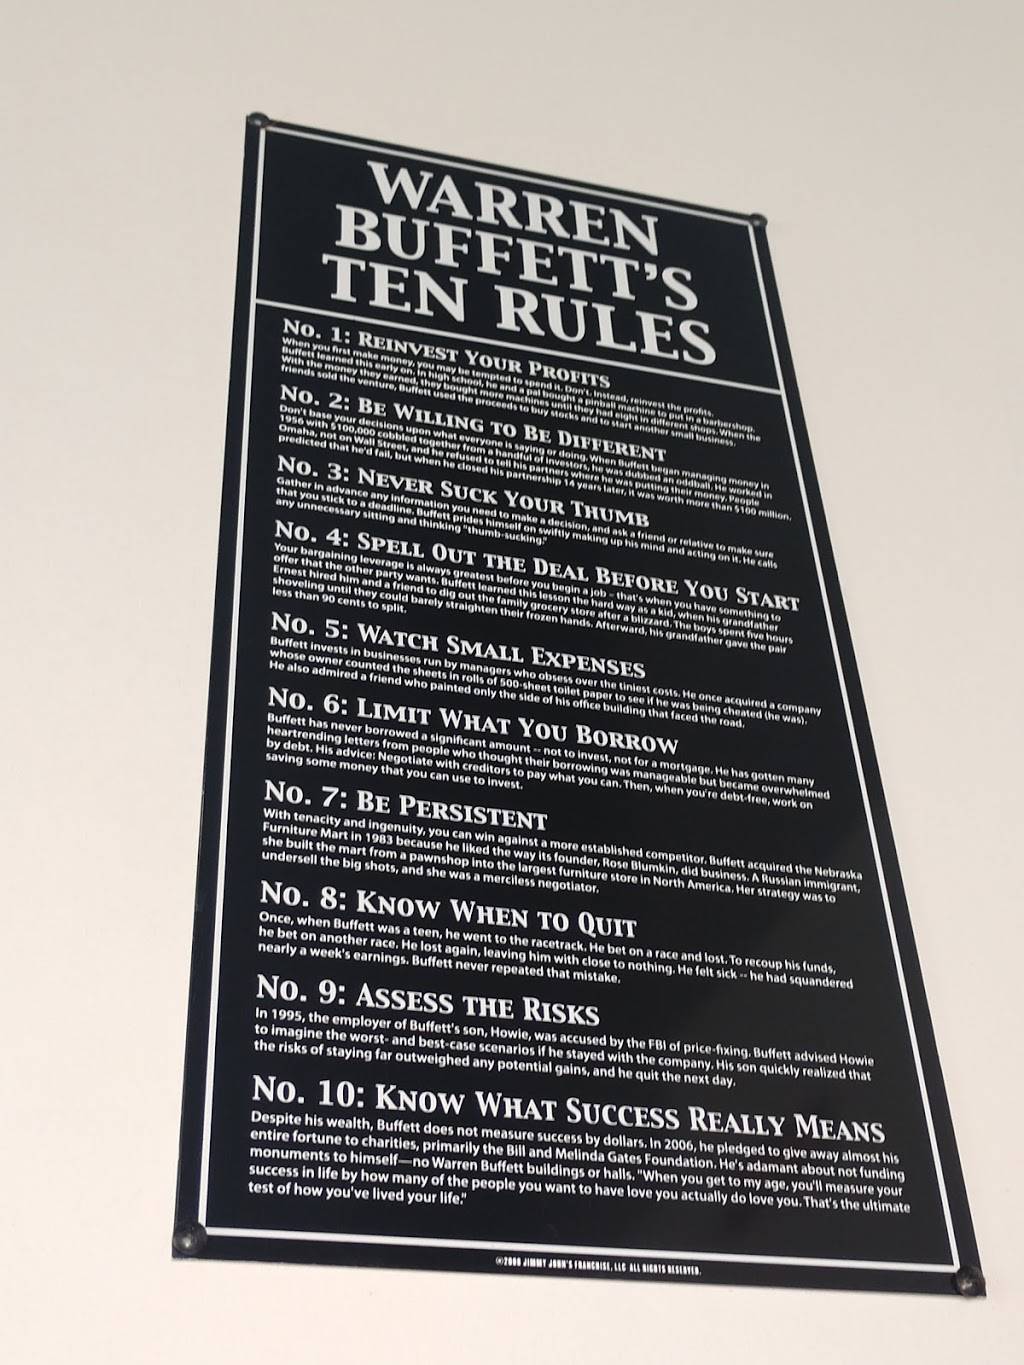 WARREN
BUFFETT'S
TEN RULES
No. 1: REINVEST YOUR PROFITS
When you first make money, you may be tempted to spend it. Don't. Instead, reinvest the profits.
Buffett learned this early on. In high school, he and a pal bought a pinball machine to put in a barbershop.
With the money they earned, they bought more machines until they had eight in different shops. When the
friends sold the venture, Buffett used the proceeds to buy stocks and to start another small business.
No. 2: BE WILLING TO BE DIFFERENT
Don't base your decisions upon what everyone is saying or doing. When Buffett began managing money in
1956 with $100,000 cobbled together from a handful of investors, he was dubbed an oddball. He worked in
Omaha, not on Wall Street, and he refused to tell his partners where he was putting their money. People
predicted that he'd fail, but when he closed his partnership 14 years later, it was worth more than $100 million.
No. 3: NEVER SUCK YOUR THUMB
Gather in advance any information you need to make a decision, and ask a friend or relative to make sure
that you stick to a deadline. Buffett prides himself on swiftly making up his mind and acting on it. He calls
any unnecessary sitting and thinking "thumb-sucking."
No. 4: SPELL OUT THE DEAL BEFORE YOU START
Your bargaining leverage is always greatest before you begin a job - that's when you have something to
offer that the other party wants. Buffett learned this lesson the hard way as a kid, when his grandfather
Ernest hired him and a friend to dig out the family grocery store after a blizzard. The boys spent five hours
shoveling until they could barely straighten their frozen hands. Afterward, his grandfather gave the pair
less than 90 cents to split.
No. 5: WATCH SMALL EXPENSES
Buffett invests in businesses run by managers who obsess over the tiniest costs. He once acquired a company
whose owner counted the sheets in rolls of 500-sheet toilet paper to see if he was being cheated (he was).
He also admired a friend who painted only the side of his office building that faced the road.
No. 6: LIMIT WHAT YOU BORROW
Buffett has never borrowed a significant amount -- not to invest, not for a mortgage. He has gotten many
heartrending letters from people who thought their borrowing was manageable but became overwhelmed
by debt. His advice: Negotiate with creditors to pay what you can. Then, when you're debt-free, work on
saving some money that you can use to invest.
No. 7: BE PERSISTENT
With tenacity and ingenuity, you can win against a more established competitor. Buffett acquired the Nebraska
Furniture Mart in 1983 because he liked the way its founder, Rose Blumkin, did business. A Russian immigrant,
she built the mart from a pawnshop into the largest furniture store in North America. Her strategy was to
undersell the big shots, and she was a merciless negotiator.
No. 8: KNOW WHEN TO QUIT
Once, when Buffett was a teen, he went to the racetrack. He bet on a race and lost. To recoup his funds,
he bet on another race. He lost again, leaving him with close to nothing. He felt sick -- he had squandered
nearly a week's earnings. Buffett never repeated that mistake.
No. 9: ASSESS THE RISKS
In 1995, the employer of Buffett's son, Howie, was accused by the FBI of price-fixing. Buffett advised Howie
to imagine the worst- and best-case scenarios if he stayed with the company. His son quickly realized that
the risks of staying far outweighed any potential gains, and he quit the next day.
No. 10: KNOW WHAT SUCCESS REALLY MEANS
Despite his wealth, Buffett does not measure success by dollars. In 2006, he pledged to give away almost his
entire fortune to charities, primarily the Bill and Melinda Gates Foundation. He's adamant about not funding
monuments to himself—no Warren Buffett buildings or halls. "When you get to my age, you'll measure your
success in life by how many of the people you want to have love you actually do love you. That's the ultimate
test of how you've lived your life."
JIMMY JOHN'S FRANCHISE, LLC ALL RIGHTS RESERVED.